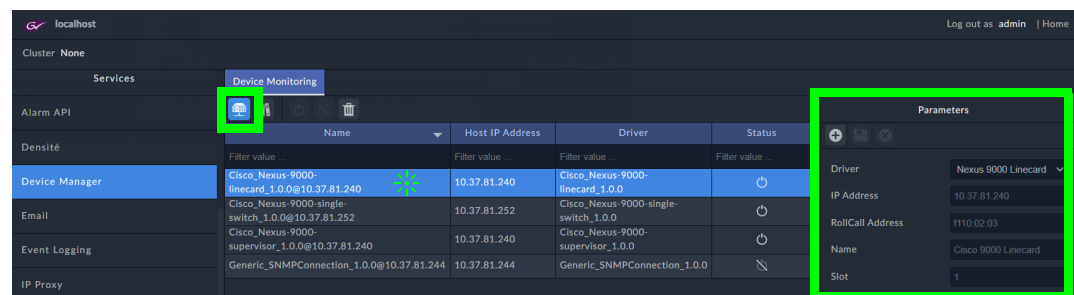 GV localhost
Log out as admin | Home
Cluster None
Services
Alarm API
Densité
Device Manager
Email
Event Logging
IP Proxy
Device Monitoring
Name Host IP Address Driver Status
Filter value ... Filter value ... Filter value ... Filter value ...
Cisco_Nexus-9000-
linecard_1.0.0@10.37.81.240
10.37.81.240
Cisco_Nexus-9000-
linecard_1.0.0
Cisco_Nexus-9000-single-
switch_1.0.0@10.37.81.252
10.37.81.252
Cisco_Nexus-9000-single-
switch_1.0.0
Cisco_Nexus-9000-
supervisor_1.0.0@10.37.81.240
10.37.81.240
Cisco_Nexus-9000-
supervisor_1.0.0
Generic_SNMPConnection_1.0.0@10.37.81.244 10.37.81.244 Generic_SNMPConnection_1.0.0
Parameters
Driver Nexus 9000 Linecard
IP Address 10.37.81.240
RollCall Address f110:02:03
Name Cisco 9000 Linecard
Slot 1